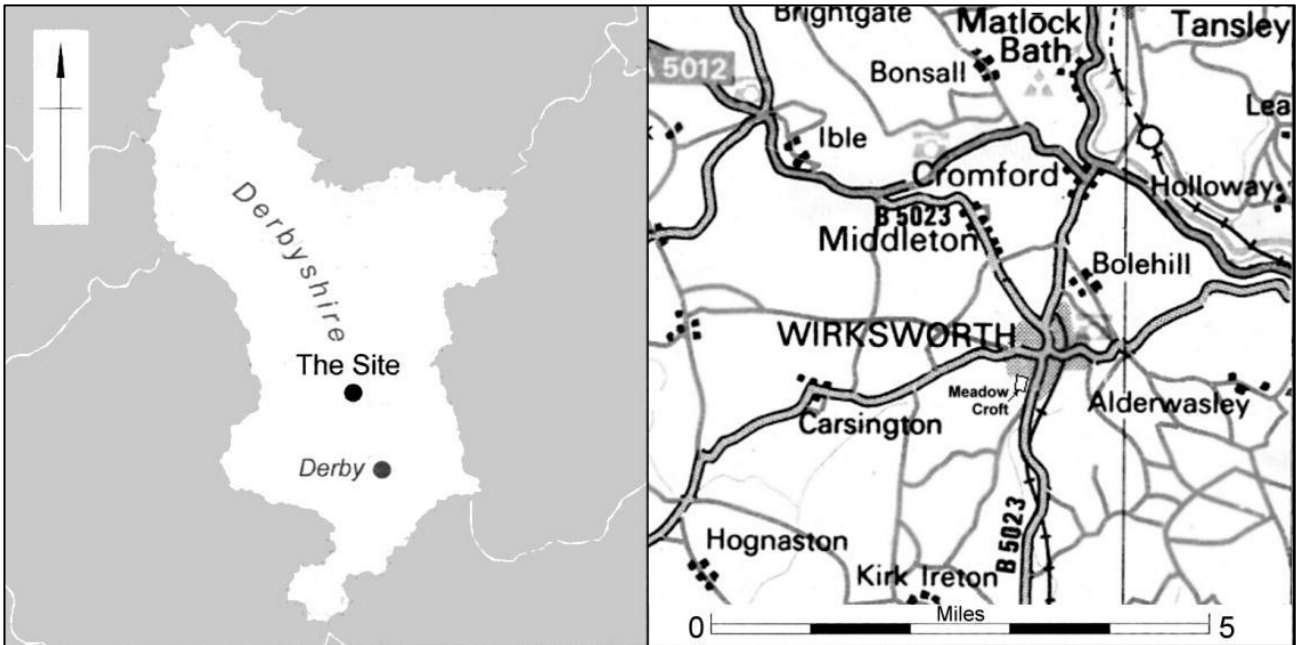 Derbyshire
The Site
Derby
Brightgate
Matlōck
Bath
Tansley
5012
Bonsall
Lea
Ible
Cromford
Holloway
B 5023
Middleton
Bolehill
WIRKSWORTH
Meadow
Croft
Alderwasley
Carsington
B 5023
Hognaston
Kirk Ireton
Miles
0
5